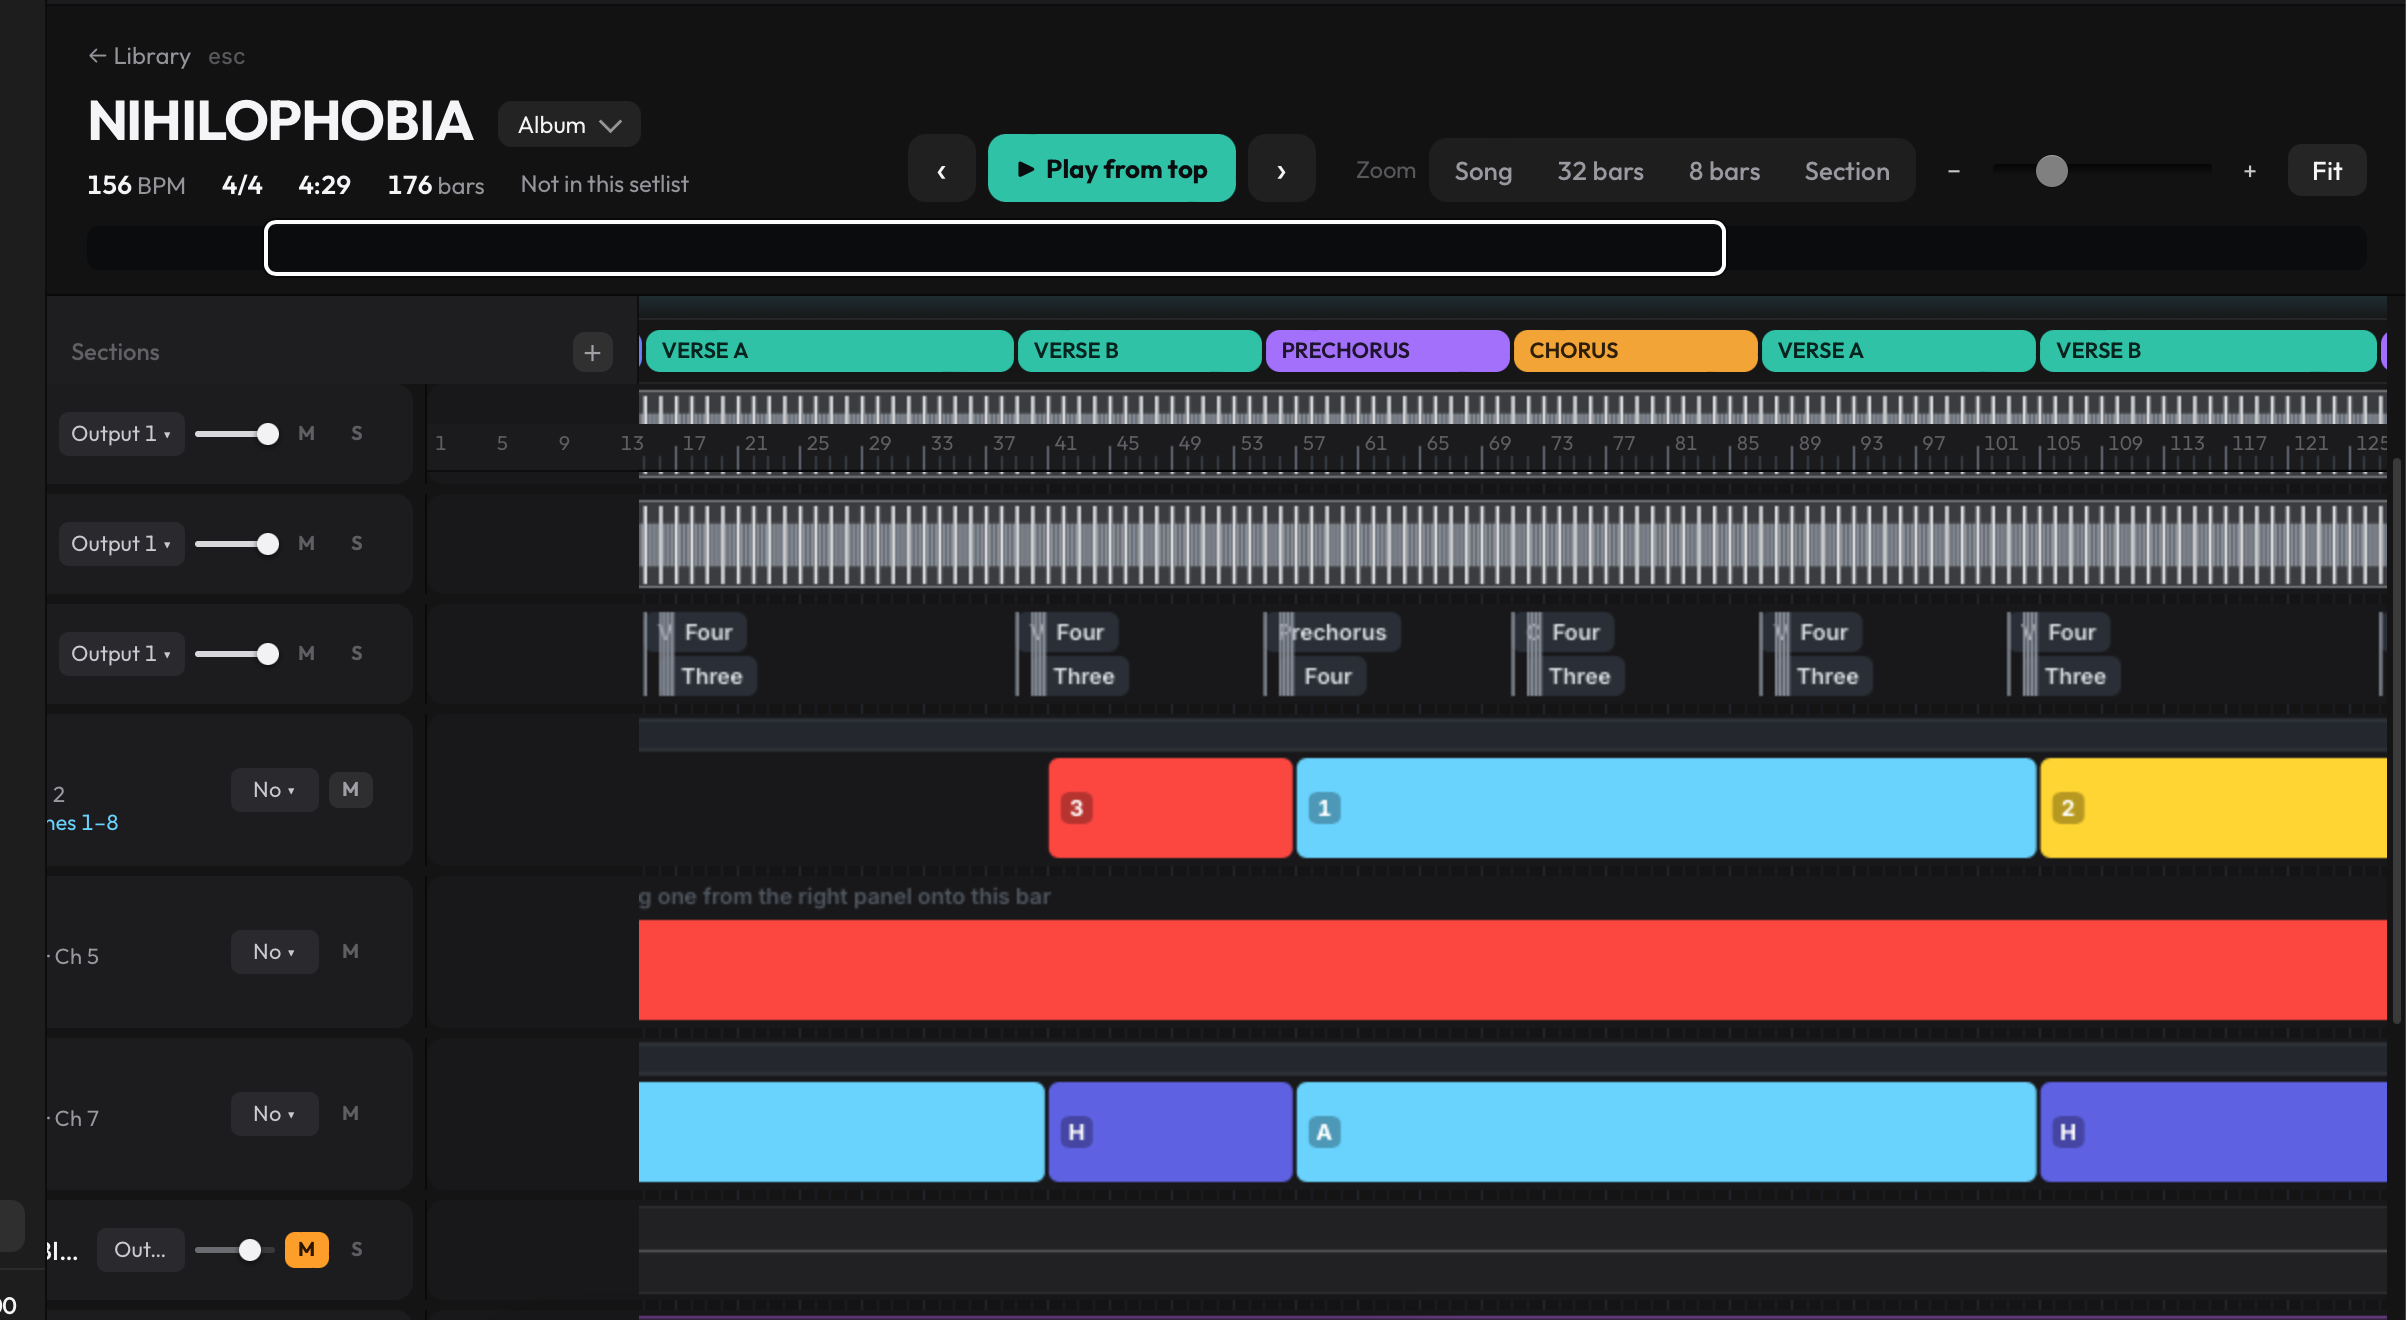 ← Library esc
NIHILOPHOBIA Album
156 BPM 4/4 4:29 176 bars Not in this setlist
‹ ▶ Play from top ›
Zoom Song 32 bars 8 bars Section − + Fit
Sections +
VERSE A VERSE B PRECHORUS CHORUS VERSE A VERSE B
Output 1 ▾ M S
1 5 9 13 17 21 25 29 33 37 41 45 49 53 57 61 65 69 73 77 81 85 89 93 97 101 105 109 113 117 121 125
Output 1 ▾ M S
Output 1 ▾ M S
Four Four Prechorus Four Four Four
Three Three Four Three Three Three
2 No ▾ M
nes 1–8
3 1 2
g one from the right panel onto this bar
· Ch 5 No ▾ M
· Ch 7 No ▾ M
H A H
Out... M S